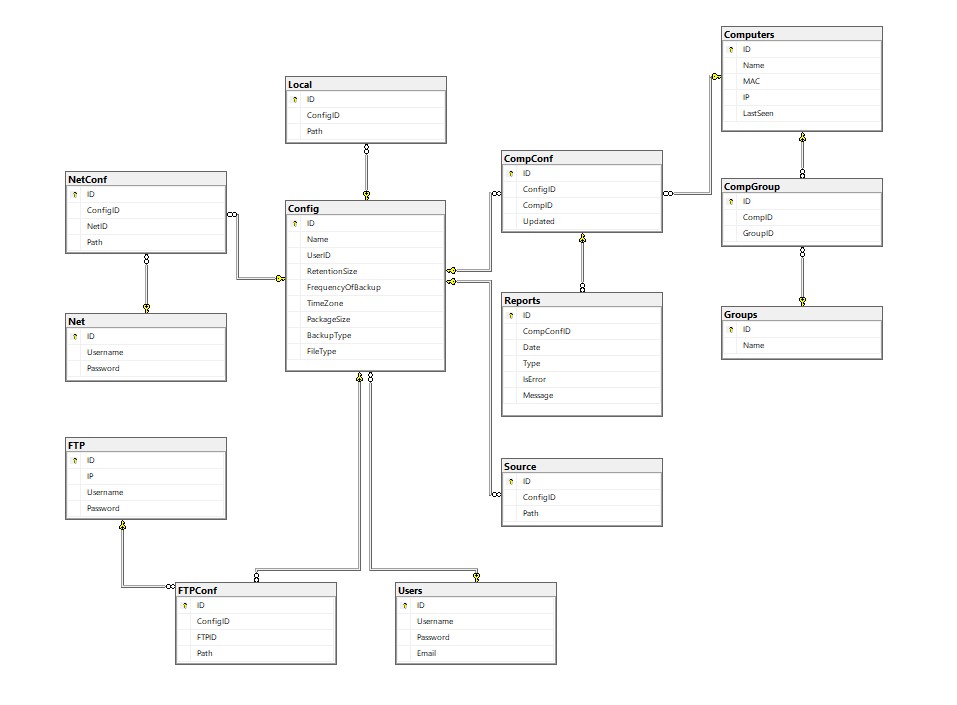 Computers
ID
Name
MAC
IP
LastSeen
Local
ID
ConfigID
Path
CompConf
ID
ConfigID
CompID
Updated
NetConf
ID
ConfigID
NetID
Path
CompGroup
ID
CompID
GroupID
Config
ID
Name
UserID
RetentionSize
FrequencyOfBackup
TimeZone
PackageSize
BackupType
FileType
Reports
ID
CompConfID
Date
Type
IsError
Message
Groups
ID
Name
Net
ID
Username
Password
FTP
ID
IP
Username
Password
Source
ID
ConfigID
Path
FTPConf
ID
ConfigID
FTPID
Path
Users
ID
Username
Password
Email